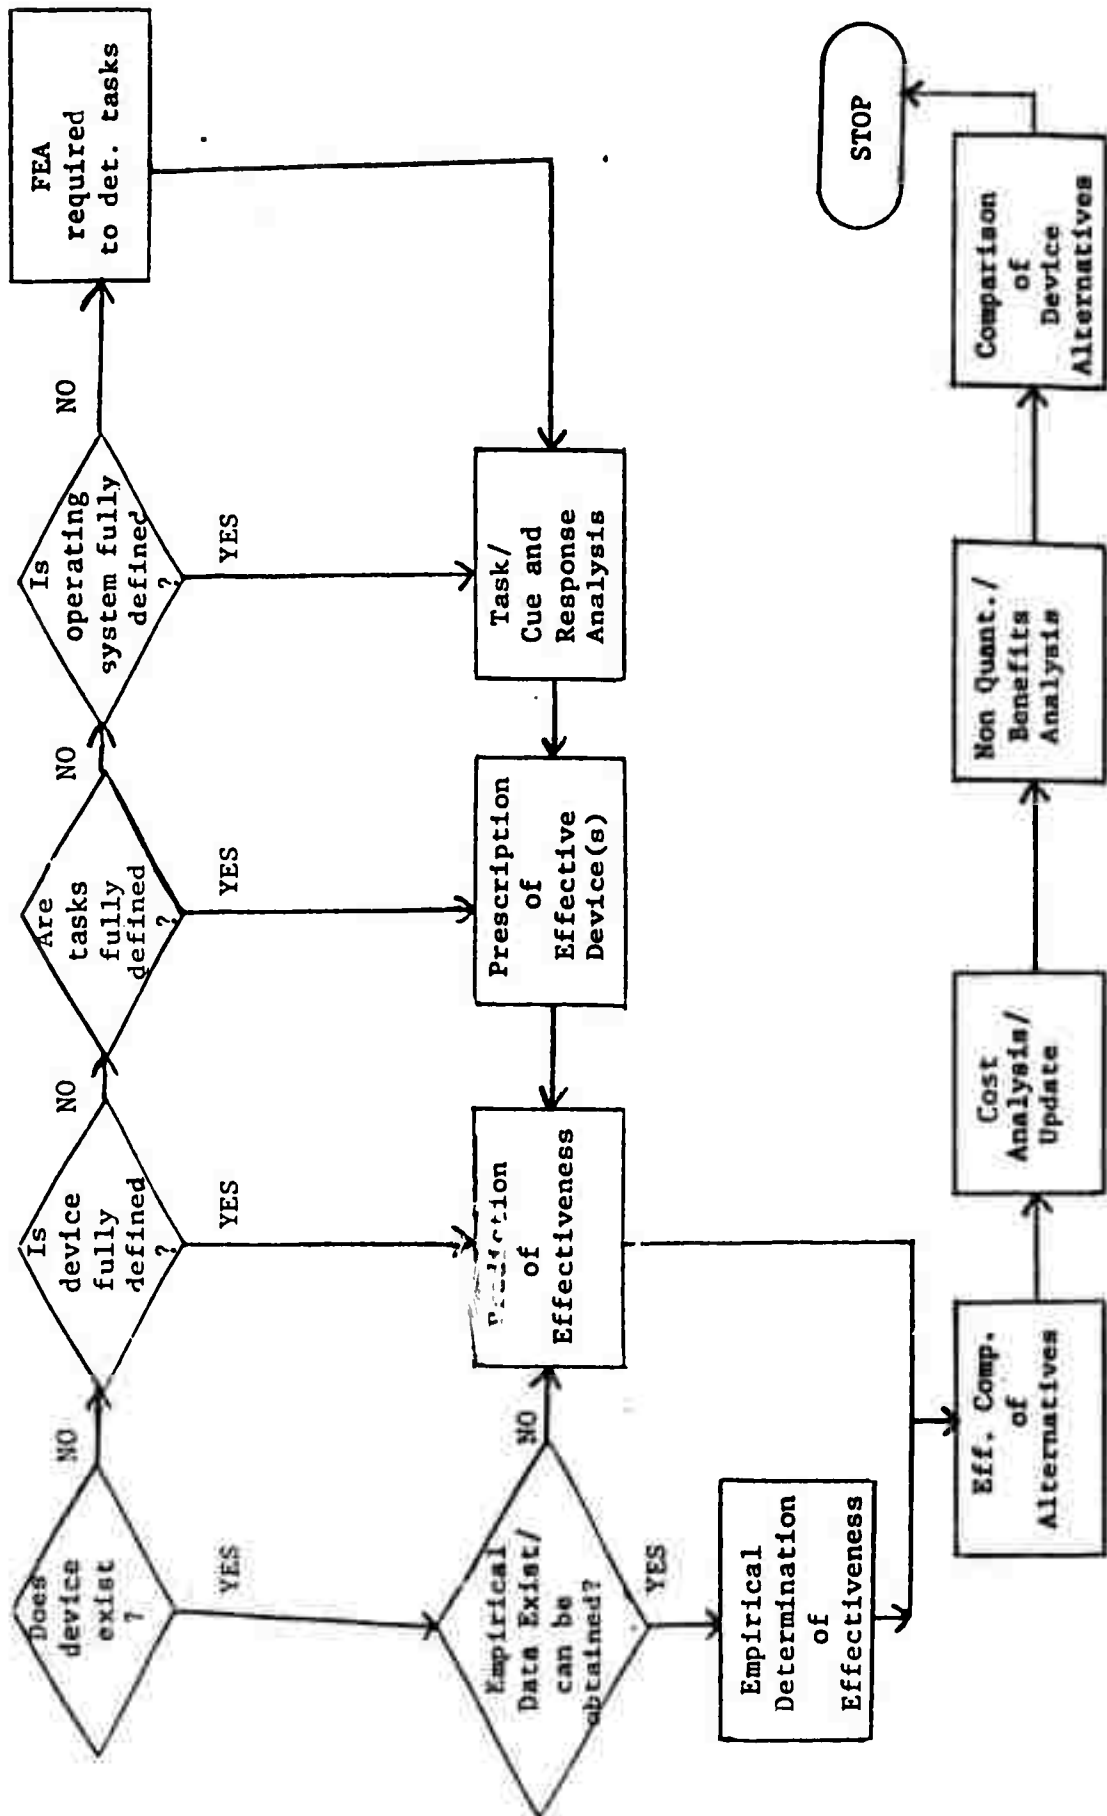 Does
device
exist
?
NO
YES
Is
device
fully
defined
?
NO
YES
Are
tasks
fully
defined
?
NO
YES
Is
operating
system fully
defined
?
NO
YES
FEA
required
to det. tasks
Empirical
Data Exist/
can be
obtained?
NO
YES
Prediction
of
Effectiveness
Prescription
of
Effective
Device(s)
Task/
Cue and
Response
Analysis
Empirical
Determination
of
Effectiveness
Eff. Comp.
of
Alternatives
Cost
Analysis/
Update
Non Quant./
Benefits
Analysis
Comparison
of
Device
Alternatives
STOP